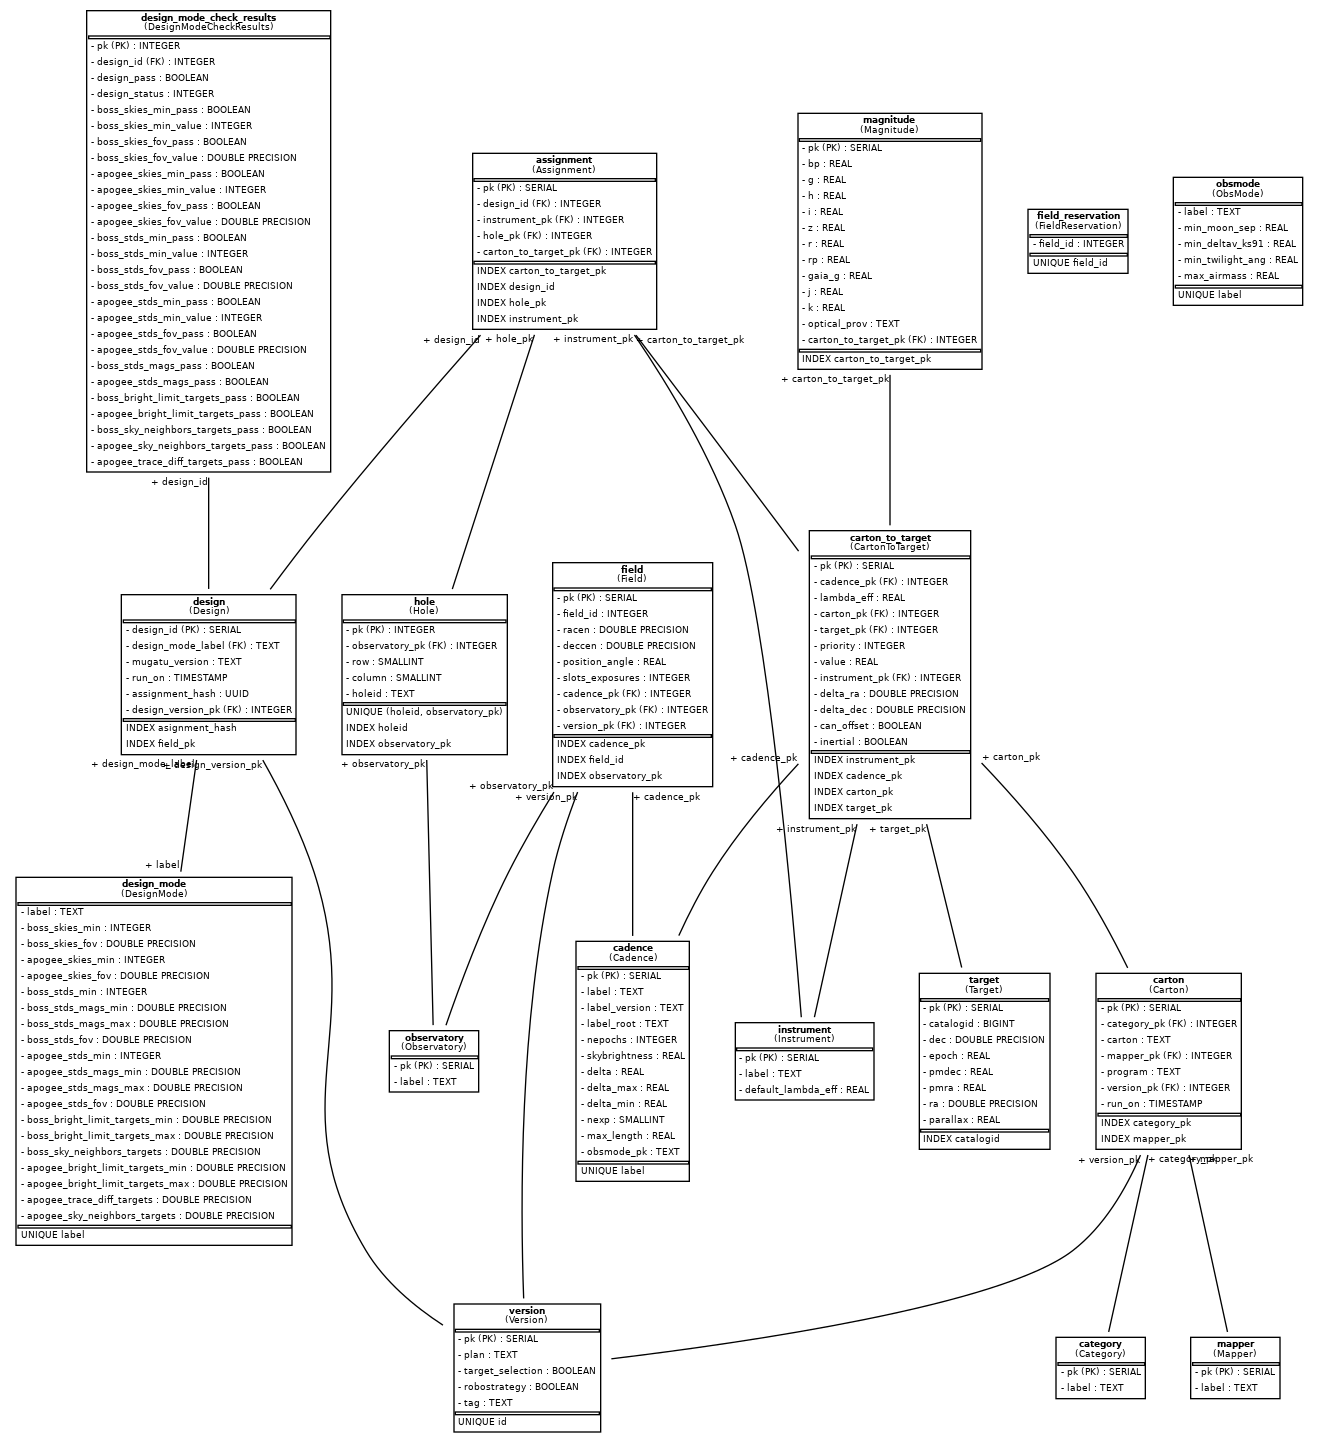 design_mode_check_results
(DesignModeCheckResults)
- pk (PK) : INTEGER
- design_id (FK) : INTEGER
- design_pass : BOOLEAN
- design_status : INTEGER
- boss_skies_min_pass : BOOLEAN
- boss_skies_min_value : INTEGER
- boss_skies_fov_pass : BOOLEAN
- boss_skies_fov_value : DOUBLE PRECISION
- apogee_skies_min_pass : BOOLEAN
- apogee_skies_min_value : INTEGER
- apogee_skies_fov_pass : BOOLEAN
- apogee_skies_fov_value : DOUBLE PRECISION
- boss_stds_min_pass : BOOLEAN
- boss_stds_min_value : INTEGER
- boss_stds_fov_pass : BOOLEAN
- boss_stds_fov_value : DOUBLE PRECISION
- apogee_stds_min_pass : BOOLEAN
- apogee_stds_min_value : INTEGER
- apogee_stds_fov_pass : BOOLEAN
- apogee_stds_fov_value : DOUBLE PRECISION
- boss_stds_mags_pass : BOOLEAN
- apogee_stds_mags_pass : BOOLEAN
- boss_bright_limit_targets_pass : BOOLEAN
- apogee_bright_limit_targets_pass : BOOLEAN
- boss_sky_neighbors_targets_pass : BOOLEAN
- apogee_sky_neighbors_targets_pass : BOOLEAN
- apogee_trace_diff_targets_pass : BOOLEAN
+ design_id
assignment
(Assignment)
- pk (PK) : SERIAL
- design_id (FK) : INTEGER
- instrument_pk (FK) : INTEGER
- hole_pk (FK) : INTEGER
- carton_to_target_pk (FK) : INTEGER
INDEX carton_to_target_pk
INDEX design_id
INDEX hole_pk
INDEX instrument_pk
+ design_id
+ hole_pk
+ instrument_pk
+ carton_to_target_pk
magnitude
(Magnitude)
- pk (PK) : SERIAL
- bp : REAL
- g : REAL
- h : REAL
- i : REAL
- z : REAL
- r : REAL
- rp : REAL
- gaia_g : REAL
- j : REAL
- k : REAL
- optical_prov : TEXT
- carton_to_target_pk (FK) : INTEGER
INDEX carton_to_target_pk
+ carton_to_target_pk
field_reservation
(FieldReservation)
- field_id : INTEGER
UNIQUE field_id
obsmode
(ObsMode)
- label : TEXT
- min_moon_sep : REAL
- min_deltav_ks91 : REAL
- min_twilight_ang : REAL
- max_airmass : REAL
UNIQUE label
design
(Design)
- design_id (PK) : SERIAL
- design_mode_label (FK) : TEXT
- mugatu_version : TEXT
- run_on : TIMESTAMP
- assignment_hash : UUID
- design_version_pk (FK) : INTEGER
INDEX asignment_hash
INDEX field_pk
+ design_mode_label
+ design_version_pk
hole
(Hole)
- pk (PK) : INTEGER
- observatory_pk (FK) : INTEGER
- row : SMALLINT
- column : SMALLINT
- holeid : TEXT
UNIQUE (holeid, observatory_pk)
INDEX holeid
INDEX observatory_pk
+ observatory_pk
field
(Field)
- pk (PK) : SERIAL
- field_id : INTEGER
- racen : DOUBLE PRECISION
- deccen : DOUBLE PRECISION
- position_angle : REAL
- slots_exposures : INTEGER
- cadence_pk (FK) : INTEGER
- observatory_pk (FK) : INTEGER
- version_pk (FK) : INTEGER
INDEX cadence_pk
INDEX field_id
INDEX observatory_pk
+ observatory_pk
+ version_pk
+ cadence_pk
carton_to_target
(CartonToTarget)
- pk (PK) : SERIAL
- cadence_pk (FK) : INTEGER
- lambda_eff : REAL
- carton_pk (FK) : INTEGER
- target_pk (FK) : INTEGER
- priority : INTEGER
- value : REAL
- instrument_pk (FK) : INTEGER
- delta_ra : DOUBLE PRECISION
- delta_dec : DOUBLE PRECISION
- can_offset : BOOLEAN
- inertial : BOOLEAN
INDEX instrument_pk
INDEX cadence_pk
INDEX carton_pk
INDEX target_pk
+ cadence_pk
+ carton_pk
+ instrument_pk
+ target_pk
+ label
design_mode
(DesignMode)
- label : TEXT
- boss_skies_min : INTEGER
- boss_skies_fov : DOUBLE PRECISION
- apogee_skies_min : INTEGER
- apogee_skies_fov : DOUBLE PRECISION
- boss_stds_min : INTEGER
- boss_stds_mags_min : DOUBLE PRECISION
- boss_stds_mags_max : DOUBLE PRECISION
- boss_stds_fov : DOUBLE PRECISION
- apogee_stds_min : INTEGER
- apogee_stds_mags_min : DOUBLE PRECISION
- apogee_stds_mags_max : DOUBLE PRECISION
- apogee_stds_fov : DOUBLE PRECISION
- boss_bright_limit_targets_min : DOUBLE PRECISION
- boss_bright_limit_targets_max : DOUBLE PRECISION
- boss_sky_neighbors_targets : DOUBLE PRECISION
- apogee_bright_limit_targets_min : DOUBLE PRECISION
- apogee_bright_limit_targets_max : DOUBLE PRECISION
- apogee_trace_diff_targets : DOUBLE PRECISION
- apogee_sky_neighbors_targets : DOUBLE PRECISION
UNIQUE label
observatory
(Observatory)
- pk (PK) : SERIAL
- label : TEXT
cadence
(Cadence)
- pk (PK) : SERIAL
- label : TEXT
- label_version : TEXT
- label_root : TEXT
- nepochs : INTEGER
- skybrightness : REAL
- delta : REAL
- delta_max : REAL
- delta_min : REAL
- nexp : SMALLINT
- max_length : REAL
- obsmode_pk : TEXT
UNIQUE label
instrument
(Instrument)
- pk (PK) : SERIAL
- label : TEXT
- default_lambda_eff : REAL
target
(Target)
- pk (PK) : SERIAL
- catalogid : BIGINT
- dec : DOUBLE PRECISION
- epoch : REAL
- pmdec : REAL
- pmra : REAL
- ra : DOUBLE PRECISION
- parallax : REAL
INDEX catalogid
carton
(Carton)
- pk (PK) : SERIAL
- category_pk (FK) : INTEGER
- carton : TEXT
- mapper_pk (FK) : INTEGER
- program : TEXT
- version_pk (FK) : INTEGER
- run_on : TIMESTAMP
INDEX category_pk
INDEX mapper_pk
+ version_pk
+ category_pk
+ mapper_pk
version
(Version)
- pk (PK) : SERIAL
- plan : TEXT
- target_selection : BOOLEAN
- robostrategy : BOOLEAN
- tag : TEXT
UNIQUE id
category
(Category)
- pk (PK) : SERIAL
- label : TEXT
mapper
(Mapper)
- pk (PK) : SERIAL
- label : TEXT